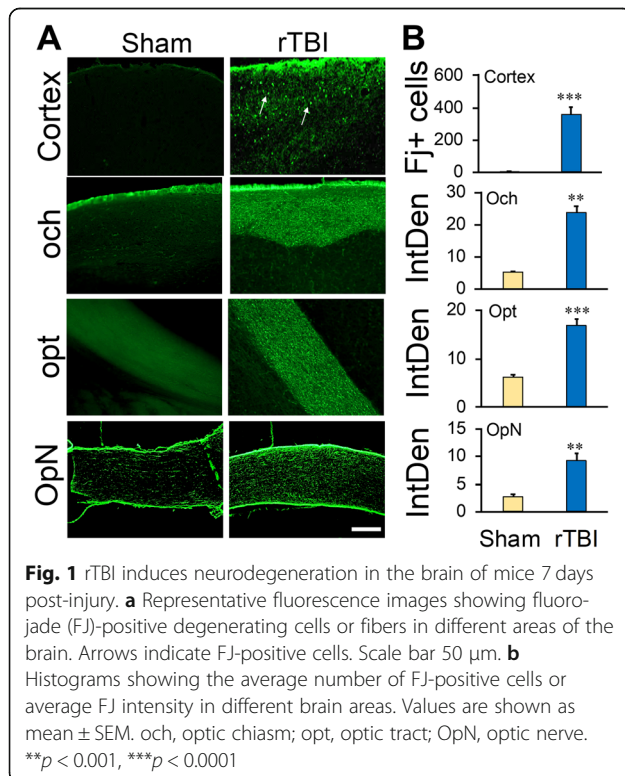 A
B
Sham
rTBI
Cortex
och
opt
OpN
Fj+ cells
600
400
200
0
Cortex
***
IntDen
30
20
10
0
Och
**
IntDen
20
10
0
Opt
***
IntDen
15
10
5
0
OpN
**
Sham rTBI
Fig. 1 rTBI induces neurodegeneration in the brain of mice 7 days
post-injury. a Representative fluorescence images showing fluoro-
jade (FJ)-positive degenerating cells or fibers in different areas of the
brain. Arrows indicate FJ-positive cells. Scale bar 50 μm. b
Histograms showing the average number of FJ-positive cells or
average FJ intensity in different brain areas. Values are shown as
mean ± SEM. och, optic chiasm; opt, optic tract; OpN, optic nerve.
**p < 0.001, ***p < 0.0001